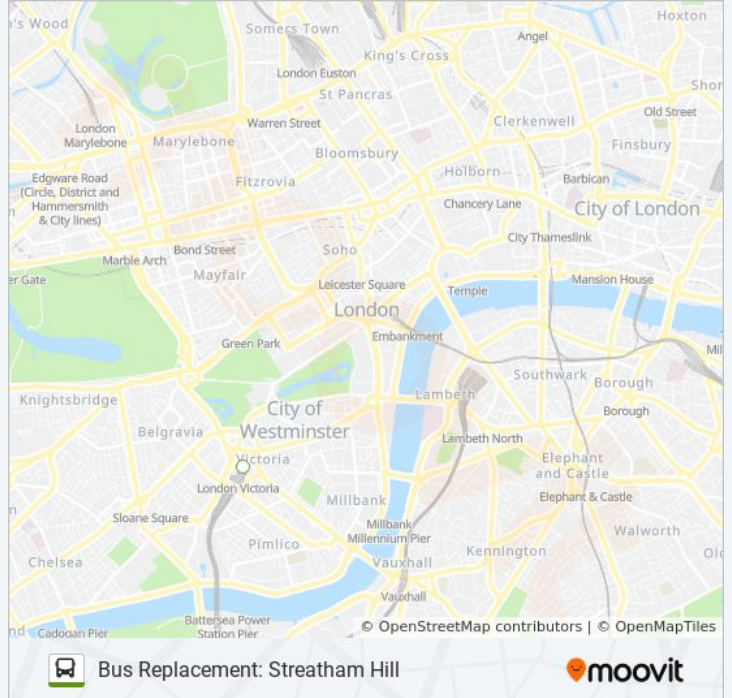 's Wood
Somers Town
Hoxton
Angel
King's Cross
London Euston
St Pancras
Shor
Old Street
Warren Street
Clerkenwell
London
Marylebone
Marylebone
Finsbury
Bloomsbury
Holborn
Edgware Road
(Circle, District and
Hammersmith
& City lines)
Fitzrovia
Barbican
Chancery Lane
City of London
City Thameslink
Bond Street
Soho
Marble Arch
Mayfair
er Gate
Leicester Square
Temple
Mansion House
London
Embankment
Green Park
Mil
Southwark
Borough
Knightsbridge
Lambeth
City of
Westminster
Borough
Belgravia
Lambeth North
Victoria
Elephant
and Castle
London Victoria
Elephant & Castle
Millbank
Sloane Square
Millbank
Millennium Pier
Walworth
Pimlico
Kennington
Chelsea
Vauxhall
Vauxhall
Battersea Power
Station Pier
Cadogan Pier
© OpenStreetMap contributors | © OpenMapTiles
Bus Replacement: Streatham Hill
moovit